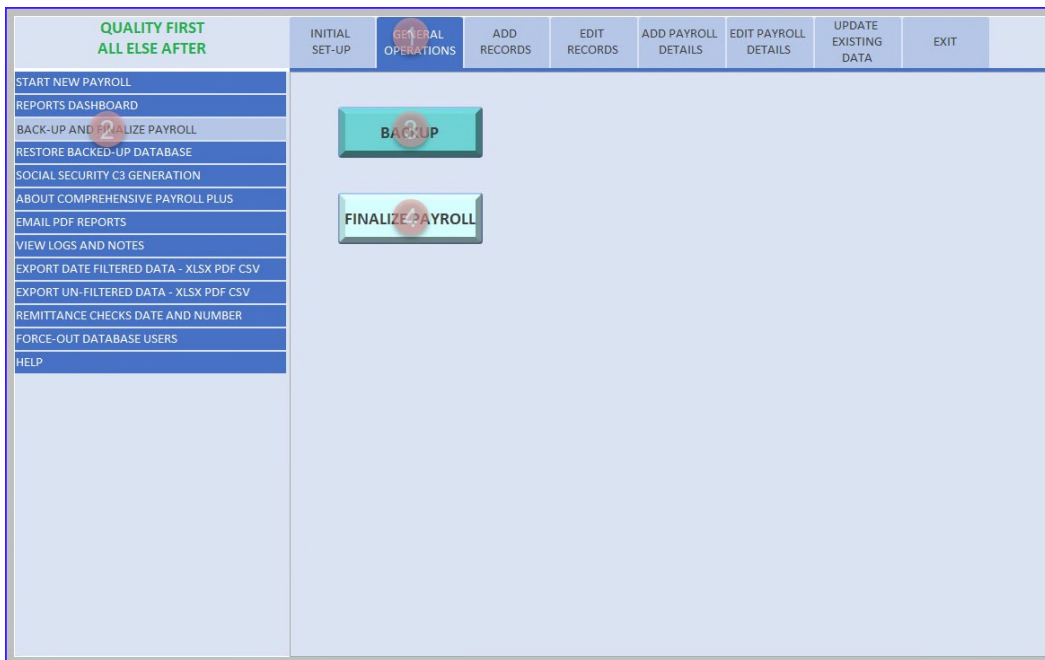 QUALITY FIRST
ALL ELSE AFTER
INITIAL
SET-UP
GENERAL
OPERATIONS
1
ADD
RECORDS
EDIT
RECORDS
ADD PAYROLL
DETAILS
EDIT PAYROLL
DETAILS
UPDATE
EXISTING
DATA
EXIT
START NEW PAYROLL
REPORTS DASHBOARD
BACK-UP AND FINALIZE PAYROLL
2
RESTORE BACKED-UP DATABASE
SOCIAL SECURITY C3 GENERATION
ABOUT COMPREHENSIVE PAYROLL PLUS
EMAIL PDF REPORTS
VIEW LOGS AND NOTES
EXPORT DATE FILTERED DATA - XLSX PDF CSV
EXPORT UN-FILTERED DATA - XLSX PDF CSV
REMITTANCE CHECKS DATE AND NUMBER
FORCE-OUT DATABASE USERS
HELP
BACKUP
3
FINALIZE PAYROLL
4